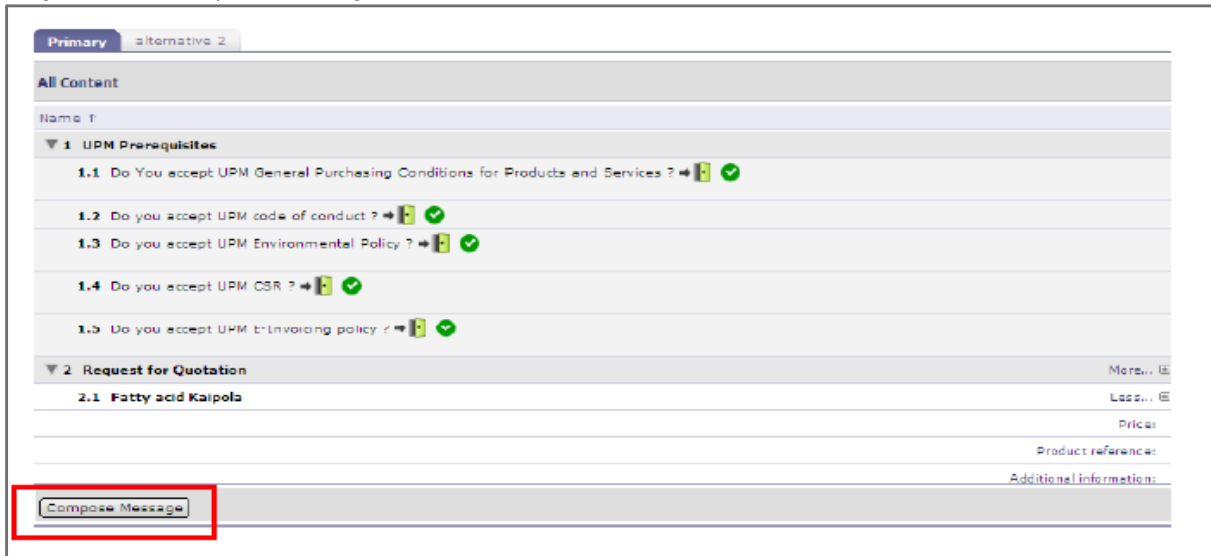 Primary alternative 2
All Content
Name ↑
▼ 1 UPM Prerequisites
1.1 Do You accept UPM General Purchasing Conditions for Products and Services ?
1.2 Do you accept UPM code of conduct ?
1.3 Do you accept UPM Environmental Policy ?
1.4 Do you accept UPM CSR ?
1.5 Do you accept UPM E-Invoicing policy ?
▼ 2 Request for Quotation More...
2.1 Fatty acid Kaipola Less...
Price:
Product reference:
Additional information:
Compose Message